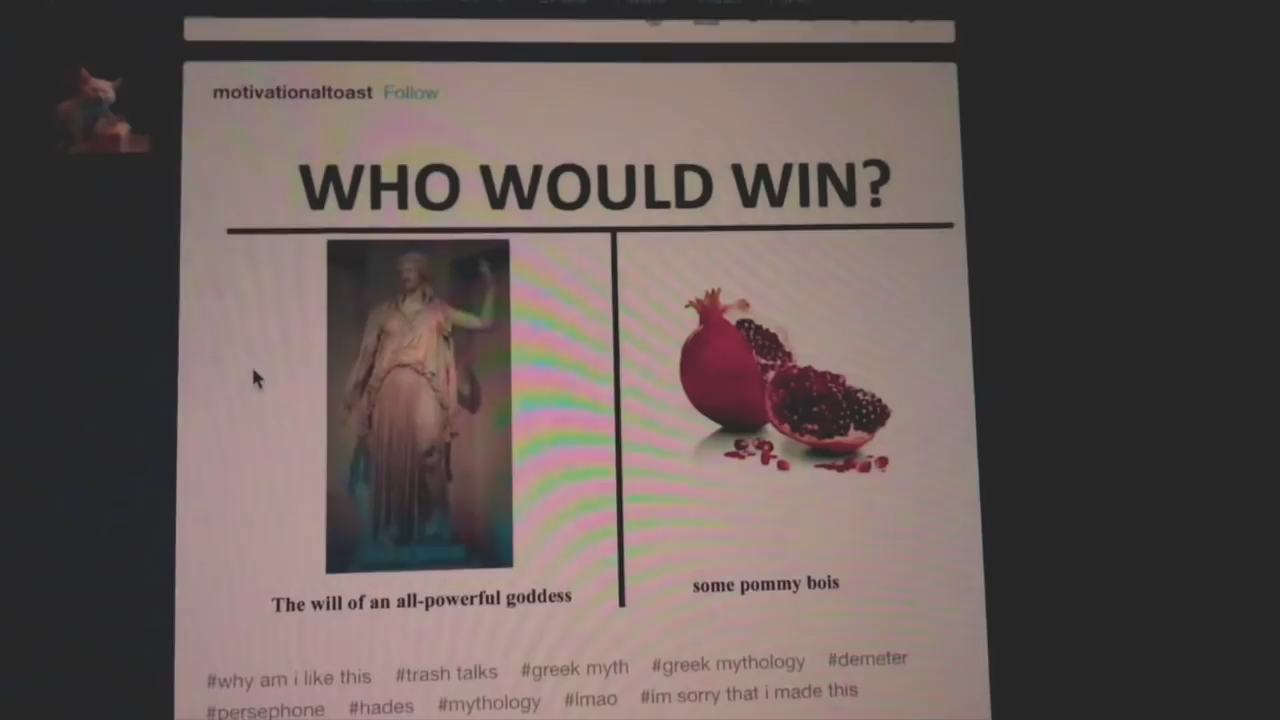 motivationaltoast Follow
WHO WOULD WIN?
The will of an all-powerful goddess
some pommy bois
#why am i like this #trash talks #greek myth #greek mythology #demeter
#persephone #hades #mythology #lmao #im sorry that i made this